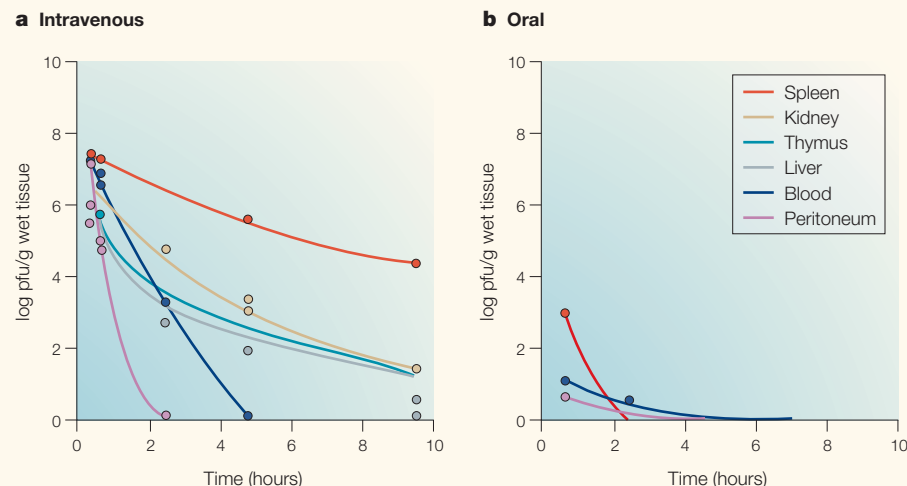 a Intravenous
10
8
6
4
2
0
0 2 4 6 8 10
log pfu/g wet tissue
Time (hours)
b Oral
10
8
6
4
2
0
0 2 4 6 8 10
log pfu/g wet tissue
Time (hours)
Spleen
Kidney
Thymus
Liver
Blood
Peritoneum